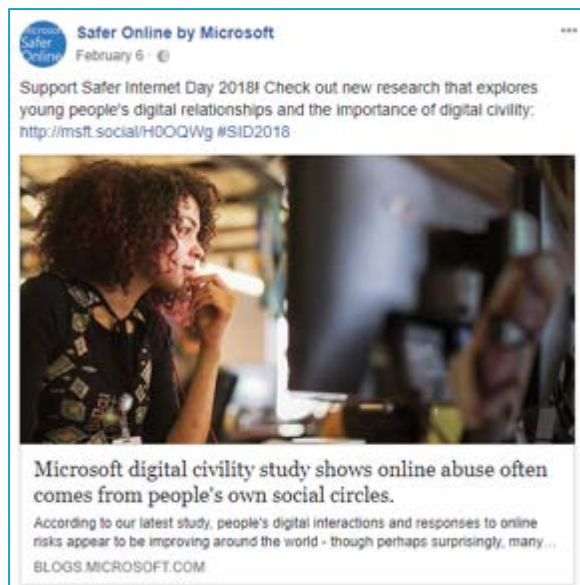 Microsoft
Safer
Online
Safer Online by Microsoft
February 6
Support Safer Internet Day 2018! Check out new research that explores
young people's digital relationships and the importance of digital civility:
http://msft.social/H0OQWg #SID2018
Microsoft digital civility study shows online abuse often
comes from people's own social circles.
According to our latest study, people's digital interactions and responses to online
risks appear to be improving around the world - though perhaps surprisingly, many...
BLOGS.MICROSOFT.COM